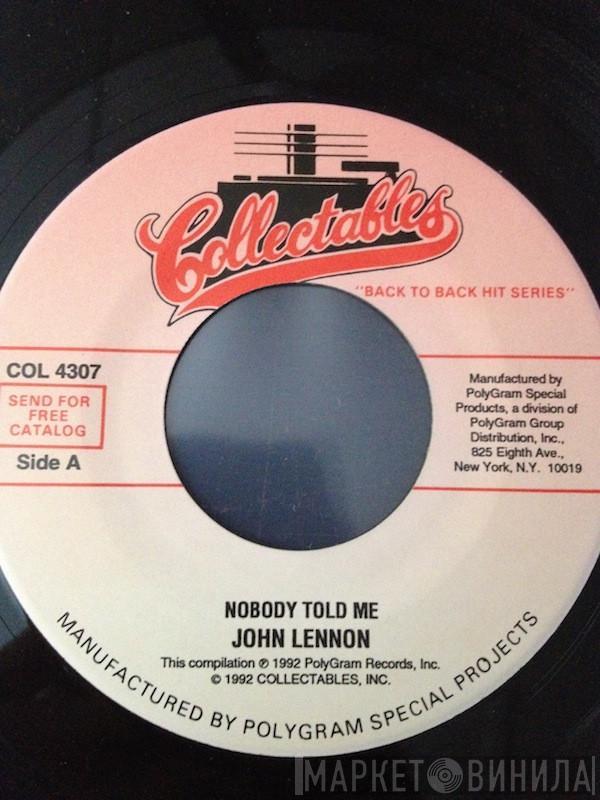 Collectables
"BACK TO BACK HIT SERIES"
COL 4307
SEND FOR
FREE
CATALOG
Side A
Manufactured by
PolyGram Special
Products, a division of
PolyGram Group
Distribution, Inc.,
825 Eighth Ave.,
New York, N.Y. 10019
NOBODY TOLD ME
JOHN LENNON
This compilation ℗ 1992 PolyGram Records, Inc.
© 1992 COLLECTABLES, INC.
MANUFACTURED BY POLYGRAM SPECIAL PROJECTS
МАРКЕТ ВИНИЛА